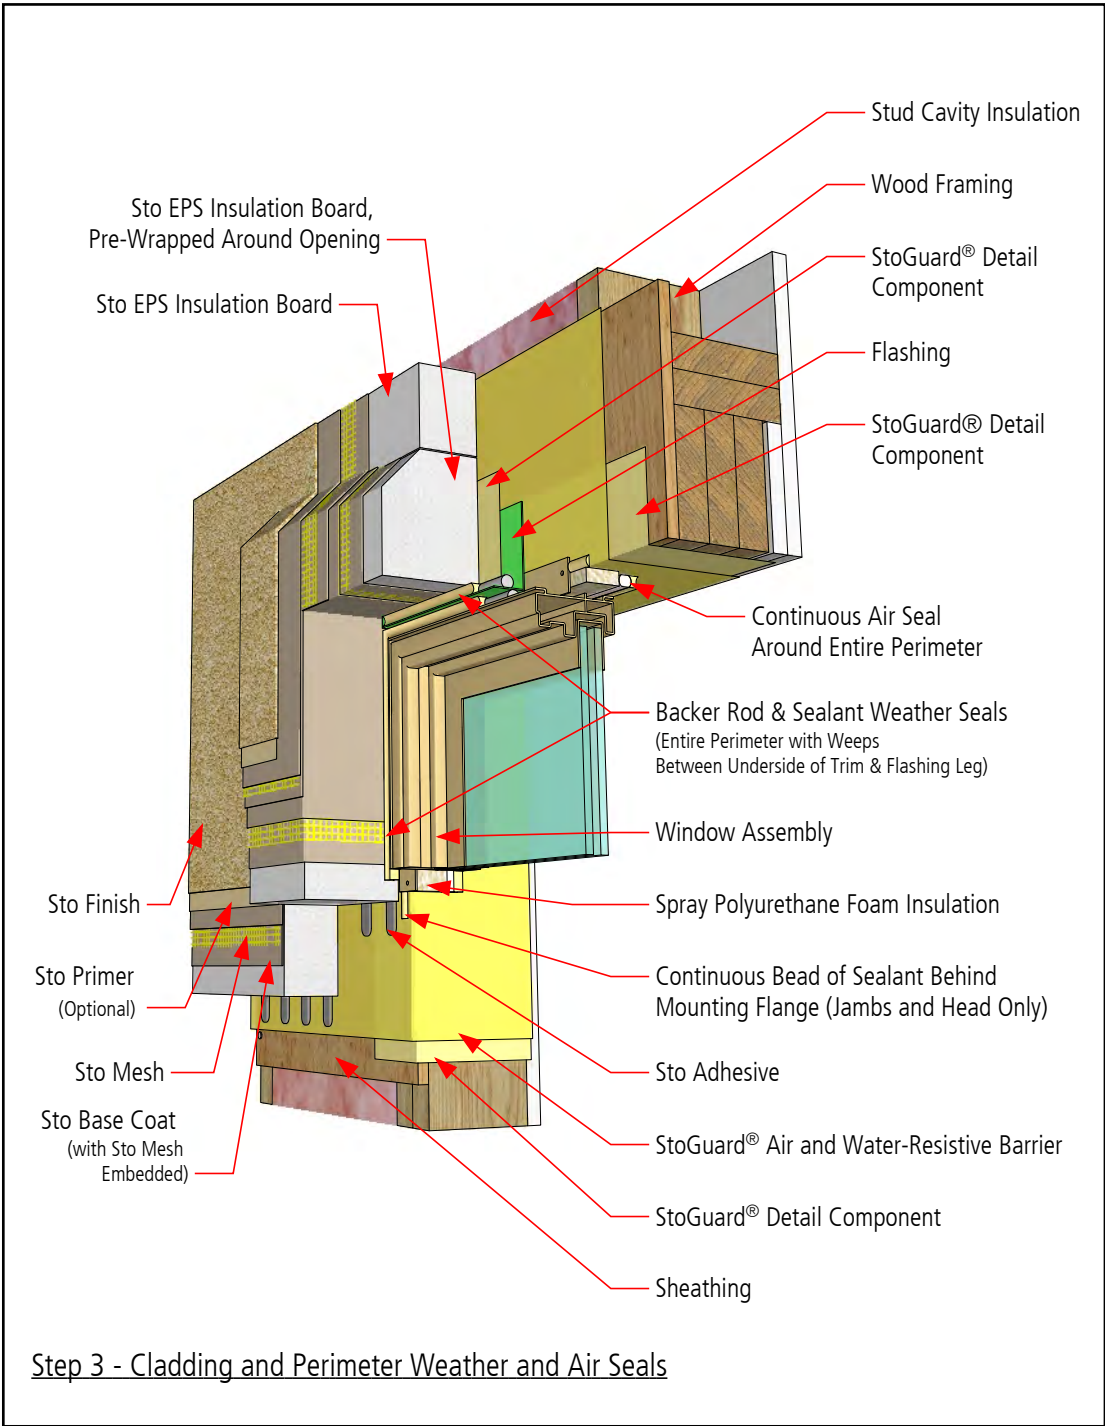 Stud Cavity Insulation
Wood Framing
StoGuard® Detail
Component
Flashing
StoGuard® Detail
Component
Continuous Air Seal
Around Entire Perimeter
Backer Rod & Sealant Weather Seals
(Entire Perimeter with Weeps
Between Underside of Trim & Flashing Leg)
Window Assembly
Spray Polyurethane Foam Insulation
Continuous Bead of Sealant Behind
Mounting Flange (Jambs and Head Only)
Sto Adhesive
StoGuard® Air and Water-Resistive Barrier
StoGuard® Detail Component
Sheathing
Sto EPS Insulation Board,
Pre-Wrapped Around Opening
Sto EPS Insulation Board
Sto Finish
Sto Primer
(Optional)
Sto Mesh
Sto Base Coat
(with Sto Mesh
Embedded)
Step 3 - Cladding and Perimeter Weather and Air Seals